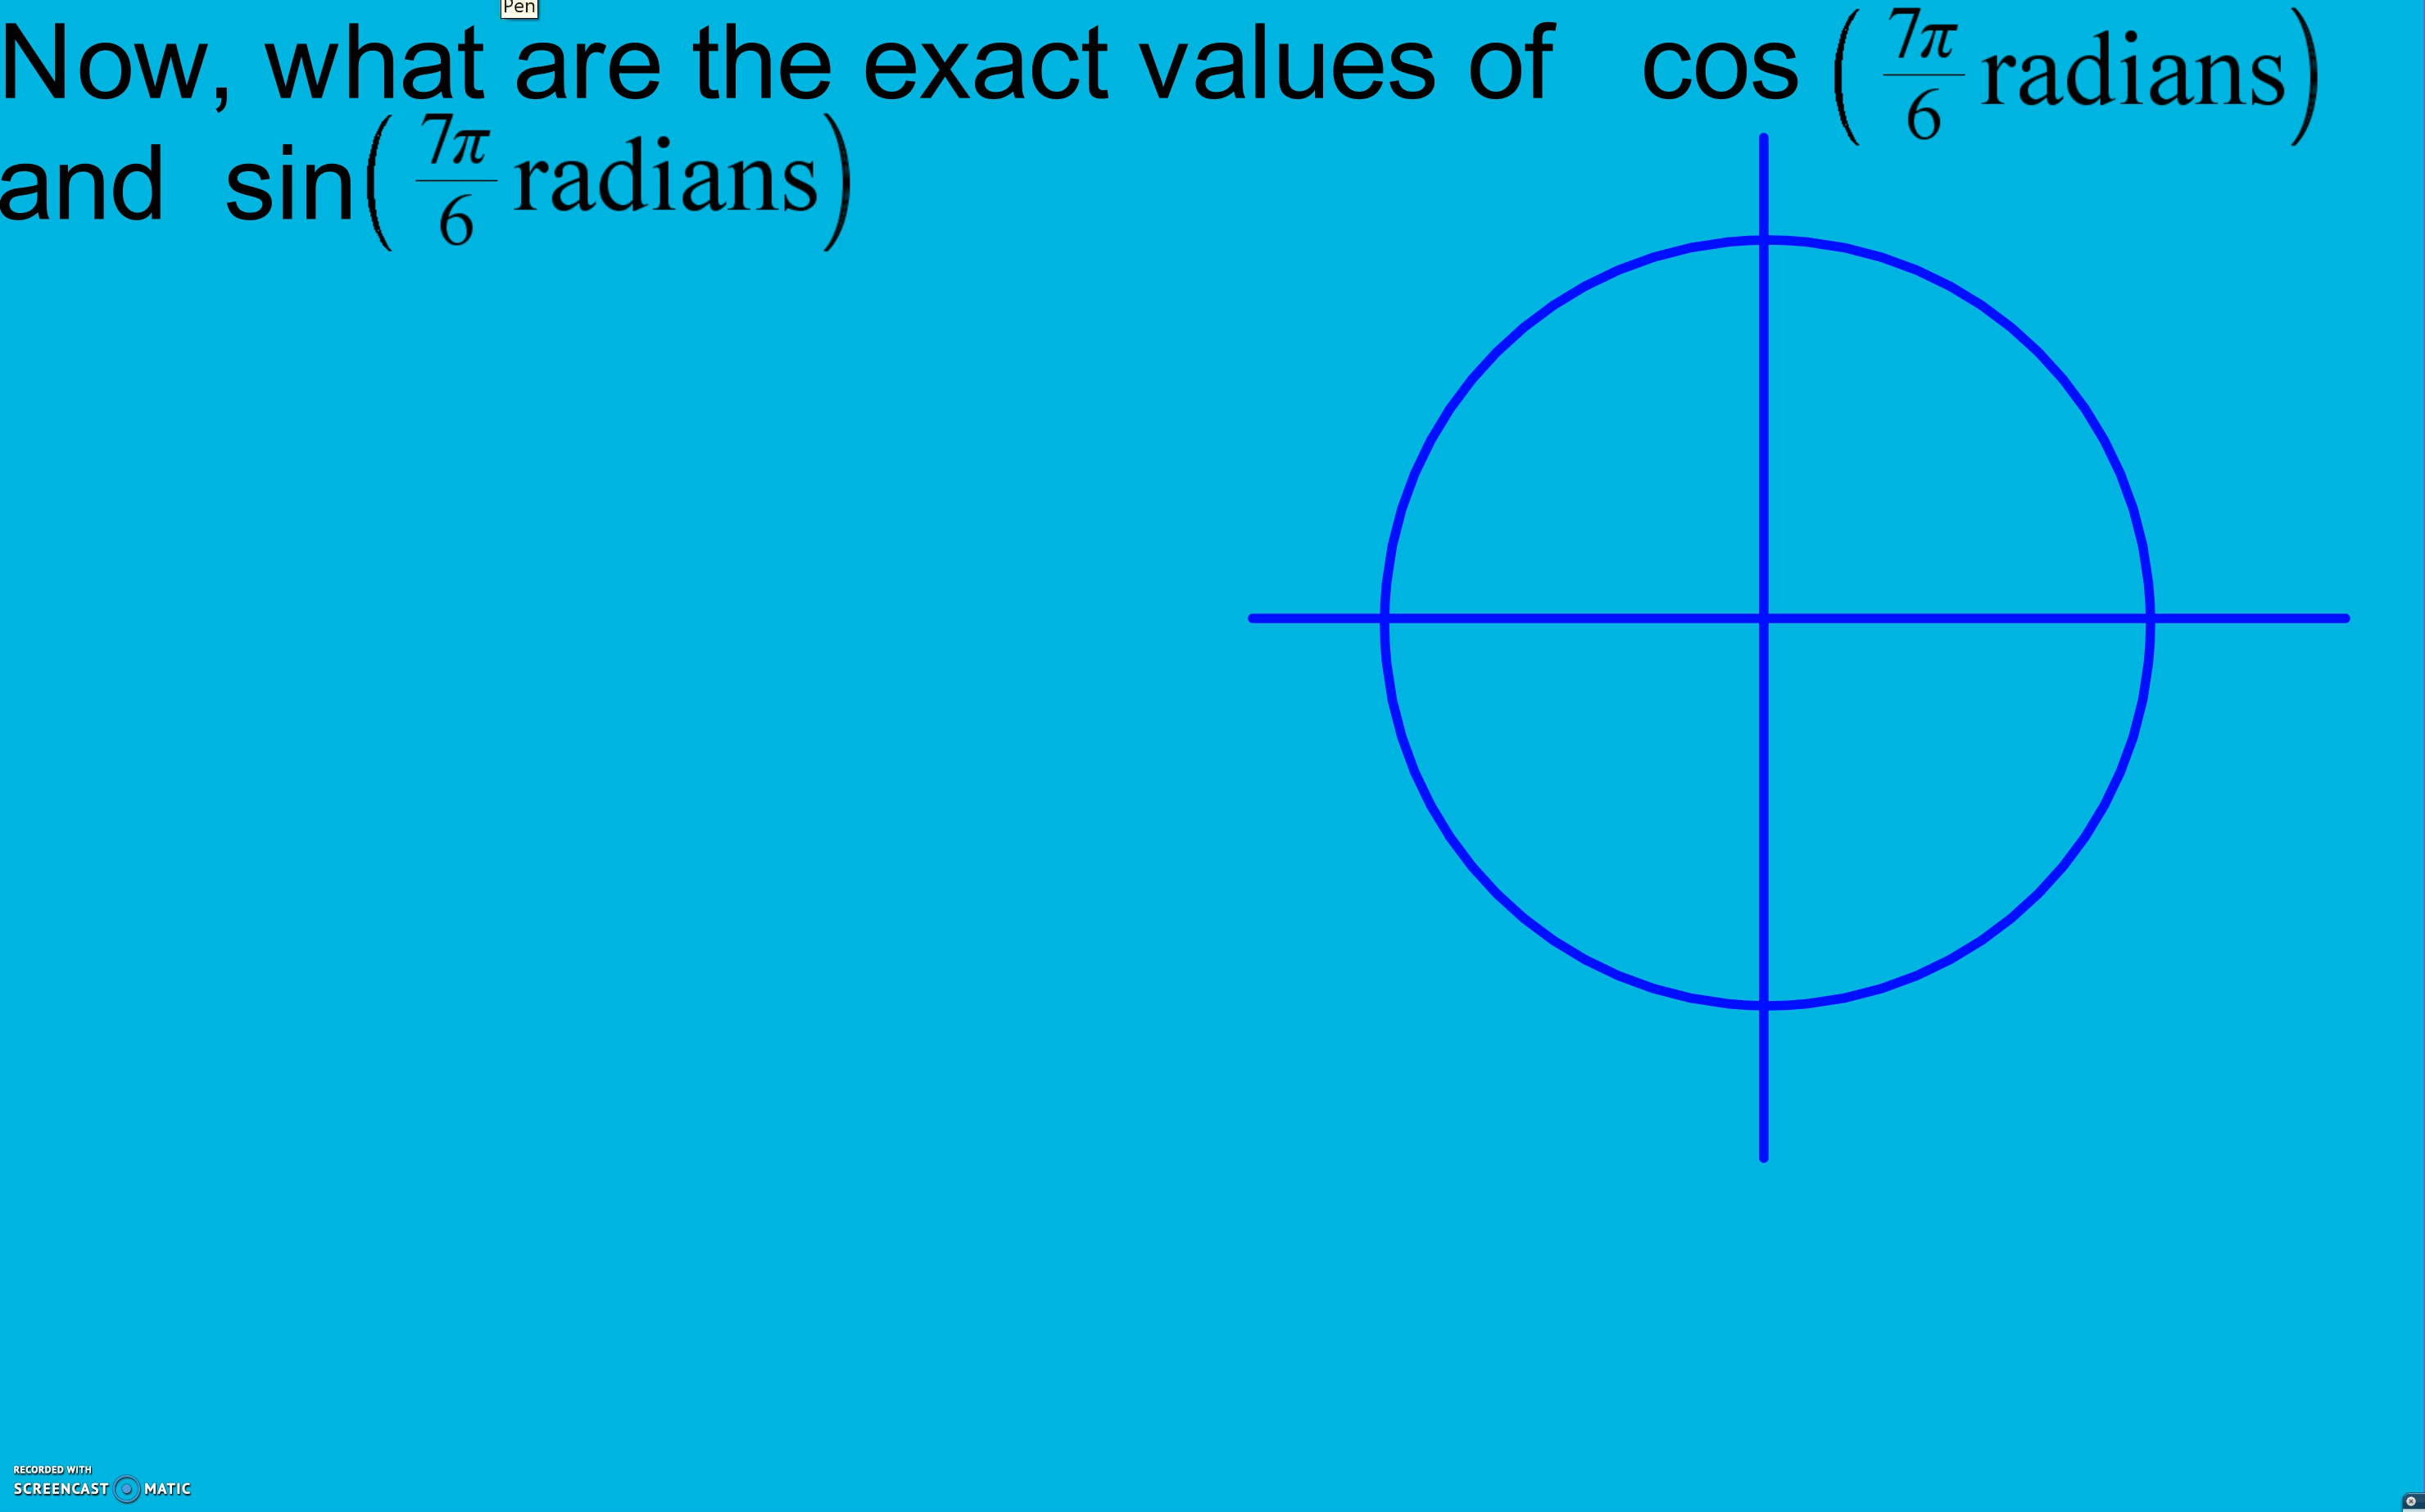 Pen
Now, what are the exact values of cos ( 7π/6 radians)
and sin( 7π/6 radians)
RECORDED WITH
SCREENCAST MATIC